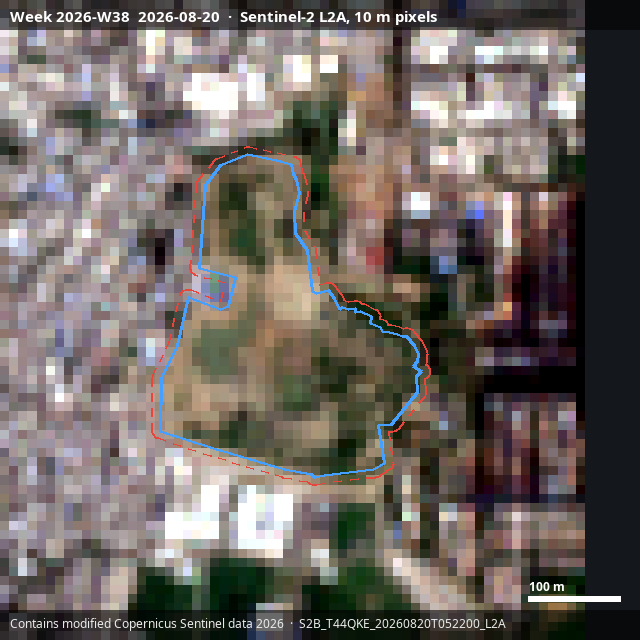 Week 2026-W38 2026-08-20 · Sentinel-2 L2A, 10 m pixels
100 m
Contains modified Copernicus Sentinel data 2026 · S2B_T44QKE_20260820T052200_L2A